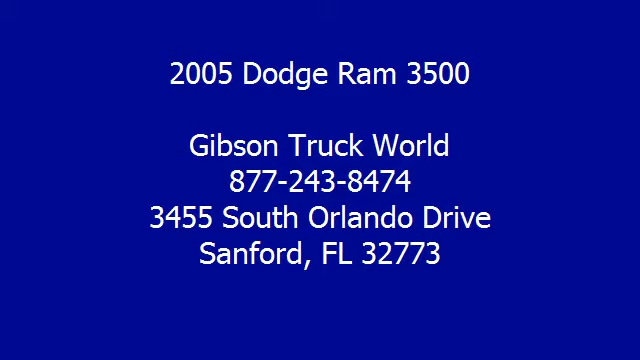 2005 Dodge Ram 3500
Gibson Truck World
877-243-8474
3455 South Orlando Drive
Sanford, FL 32773